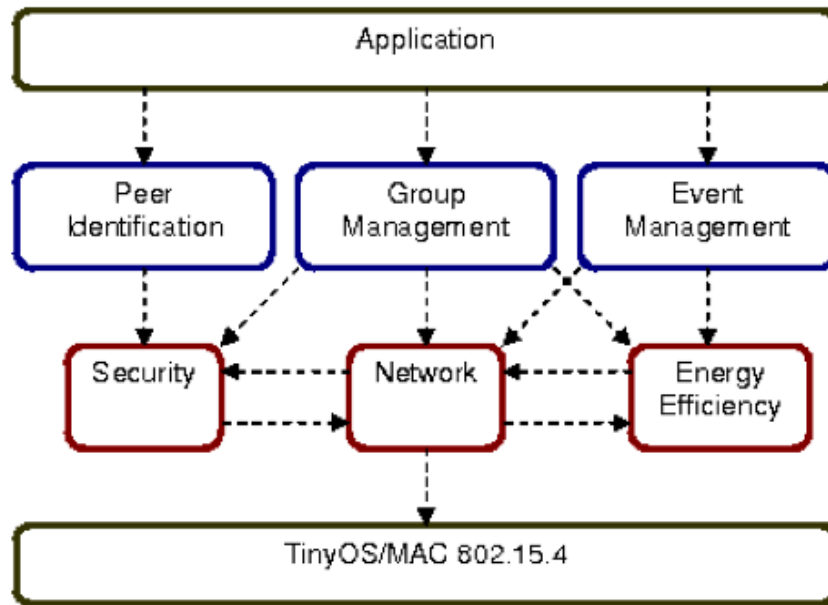 Application
Peer
Identification
Group
Management
Event
Management
Security
Network
Energy
Efficiency
TinyOS/MAC 802.15.4